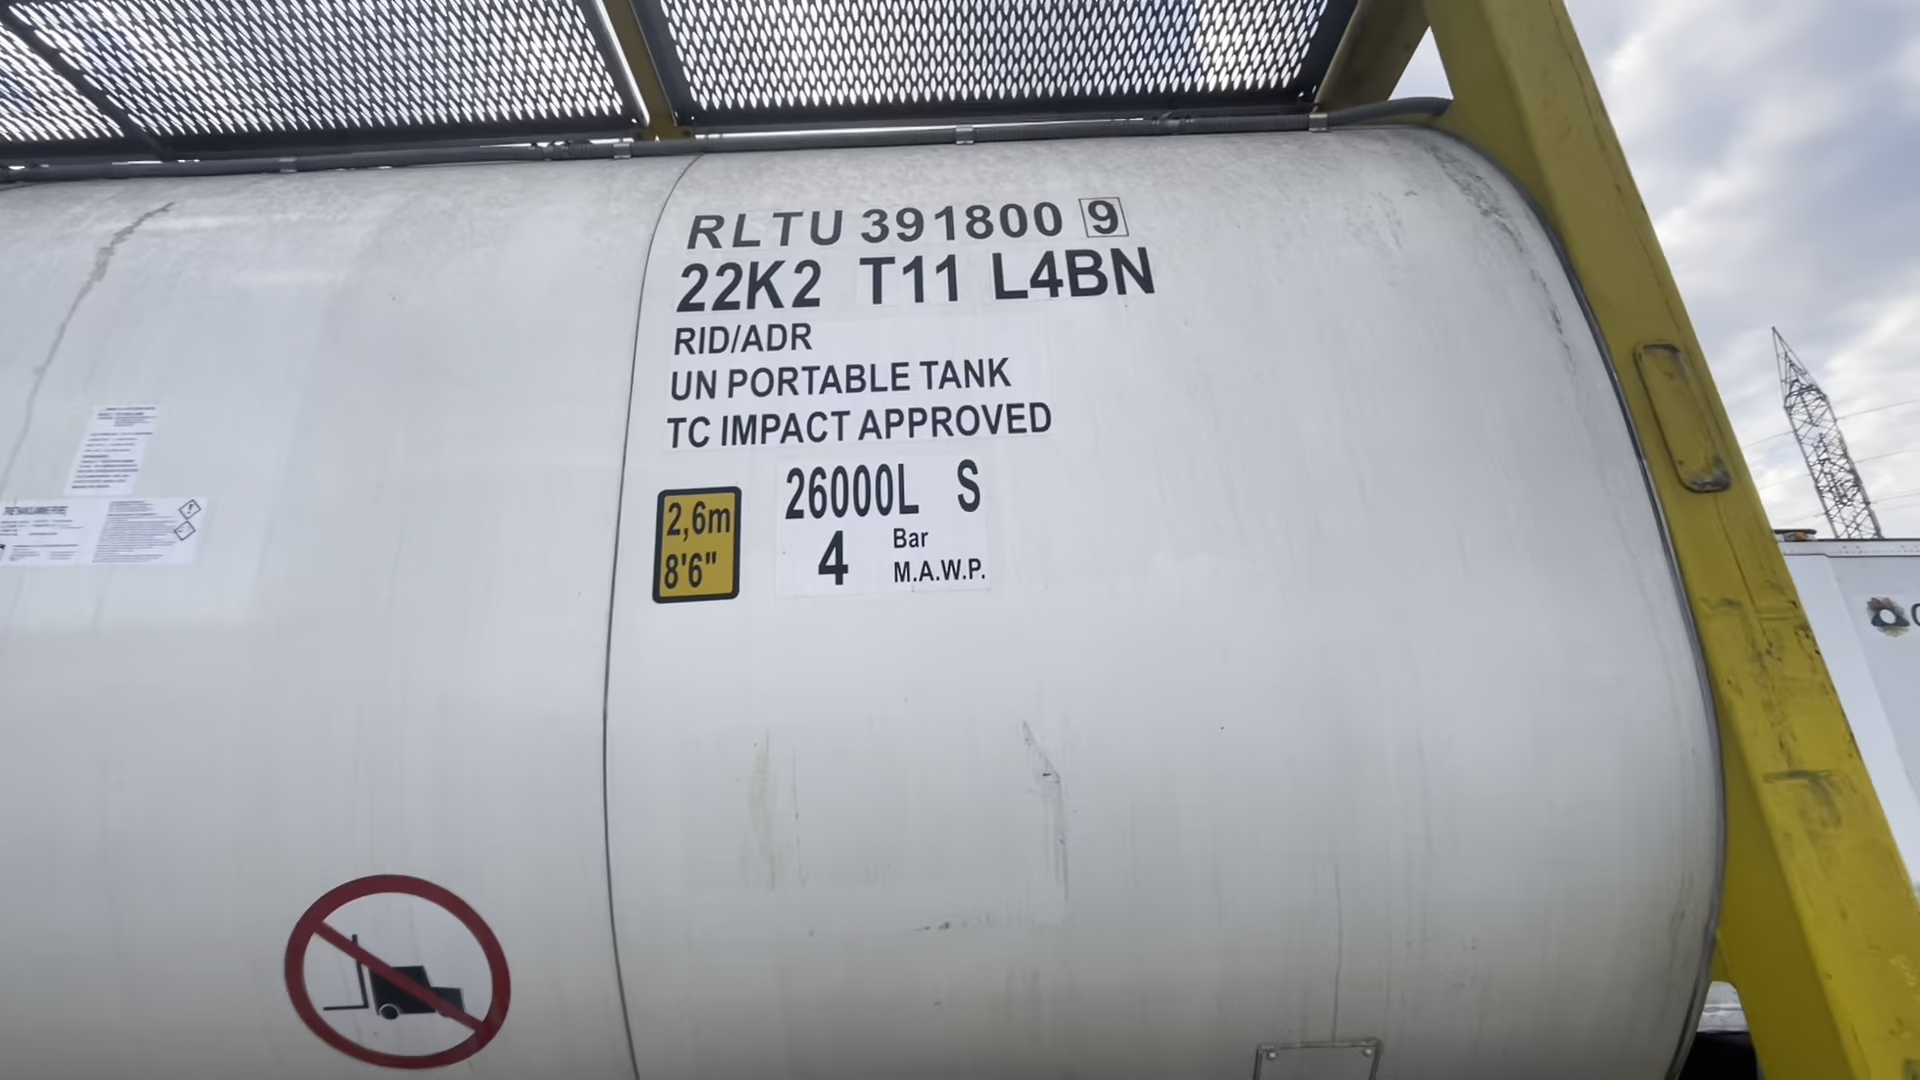 RLTU 391800 9
22K2 T11 L4BN
RID/ADR
UN PORTABLE TANK
TC IMPACT APPROVED
2,6m
8'6"
26000L S
4 Bar
M.A.W.P.